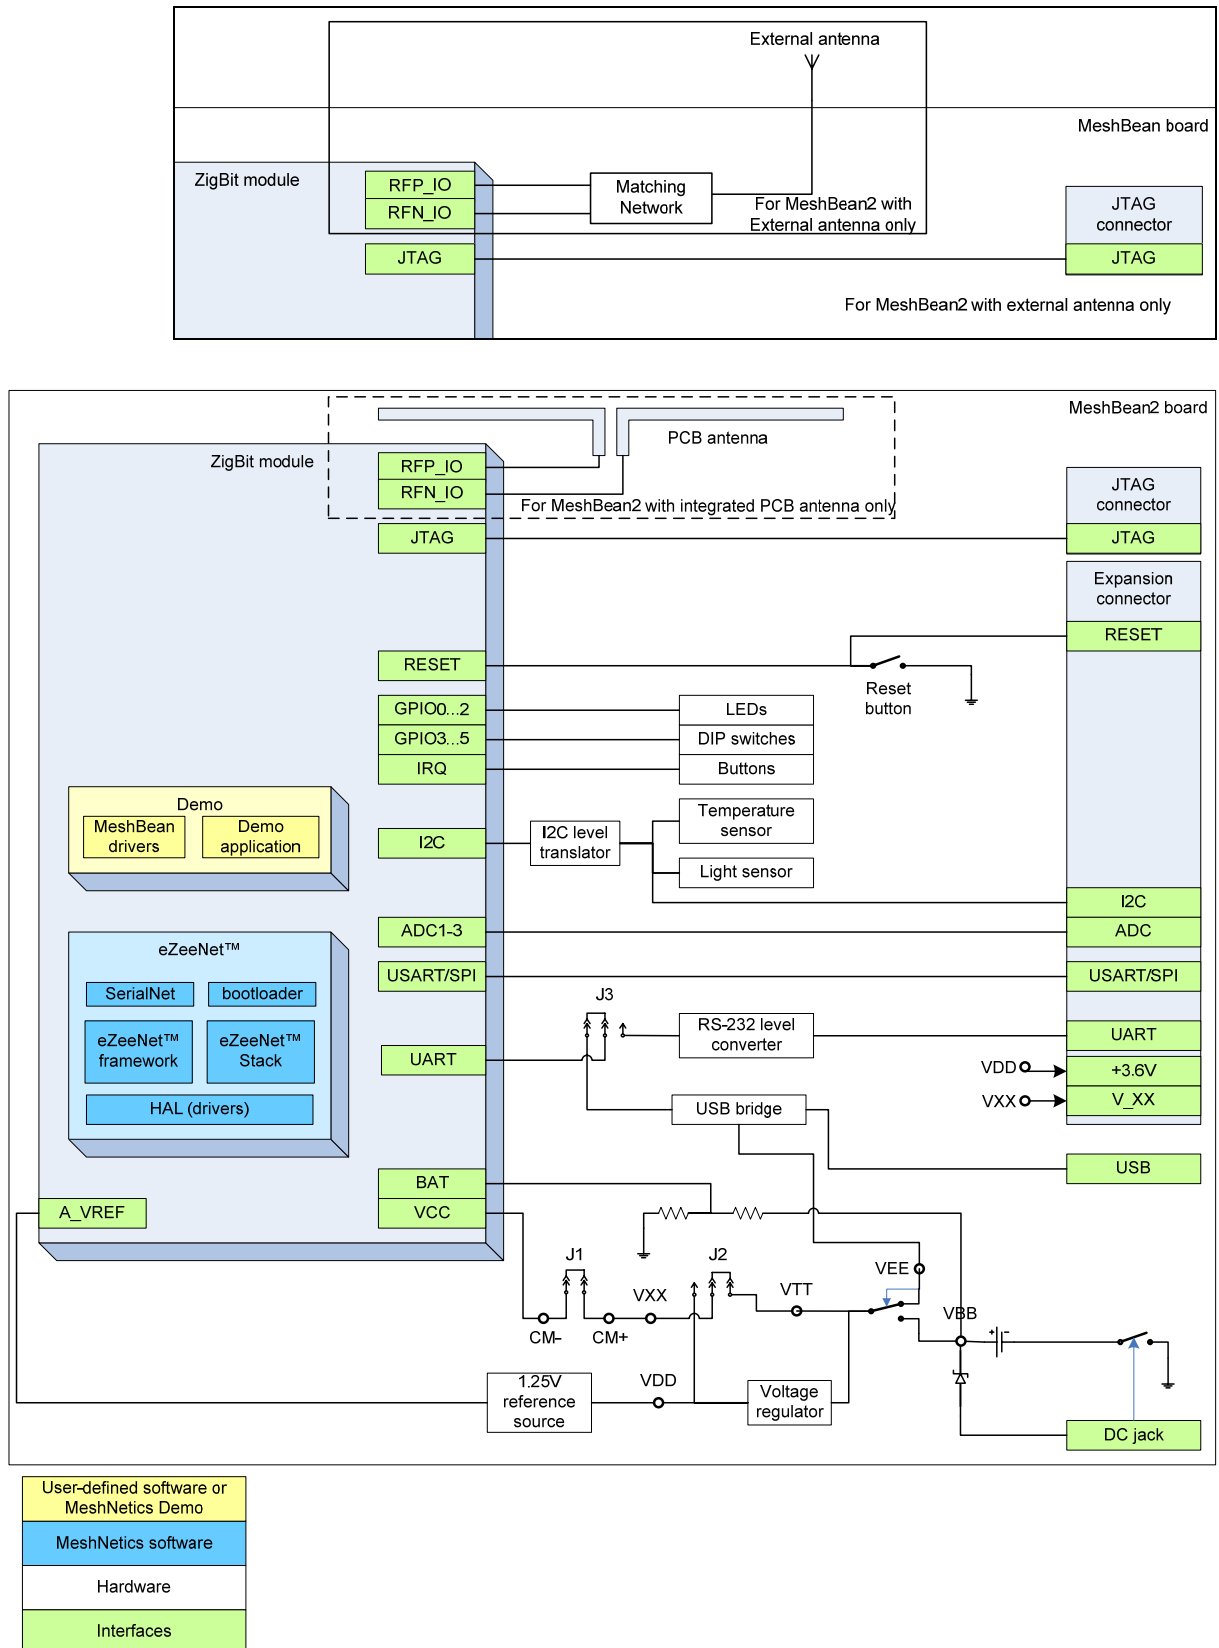 External antenna
MeshBean board
ZigBit module
RFP_IO
RFN_IO
Matching
Network
For MeshBean2 with
External antenna only
JTAG
connector
JTAG
JTAG
For MeshBean2 with external antenna only
MeshBean2 board
PCB antenna
ZigBit module
RFP_IO
RFN_IO
For MeshBean2 with integrated PCB antenna only
JTAG
connector
JTAG
JTAG
Expansion
connector
RESET
RESET
Reset
button
GPIO0...2
LEDs
GPIO3...5
DIP switches
IRQ
Buttons
Demo
MeshBean
drivers
Demo
application
I2C
I2C level
translator
Temperature
sensor
Light sensor
I2C
ADC1-3
ADC
eZeeNet™
USART/SPI
USART/SPI
SerialNet
bootloader
J3
RS-232 level
converter
UART
eZeeNet™
framework
eZeeNet™
Stack
UART
VDD
+3.6V
HAL (drivers)
USB bridge
VXX
V_XX
USB
BAT
A_VREF
VCC
J1
J2
VEE
VXX
VTT
VBB
+
-
CM-
CM+
1.25V
reference
source
VDD
Voltage
regulator
DC jack
User-defined software or
MeshNetics Demo
MeshNetics software
Hardware
Interfaces